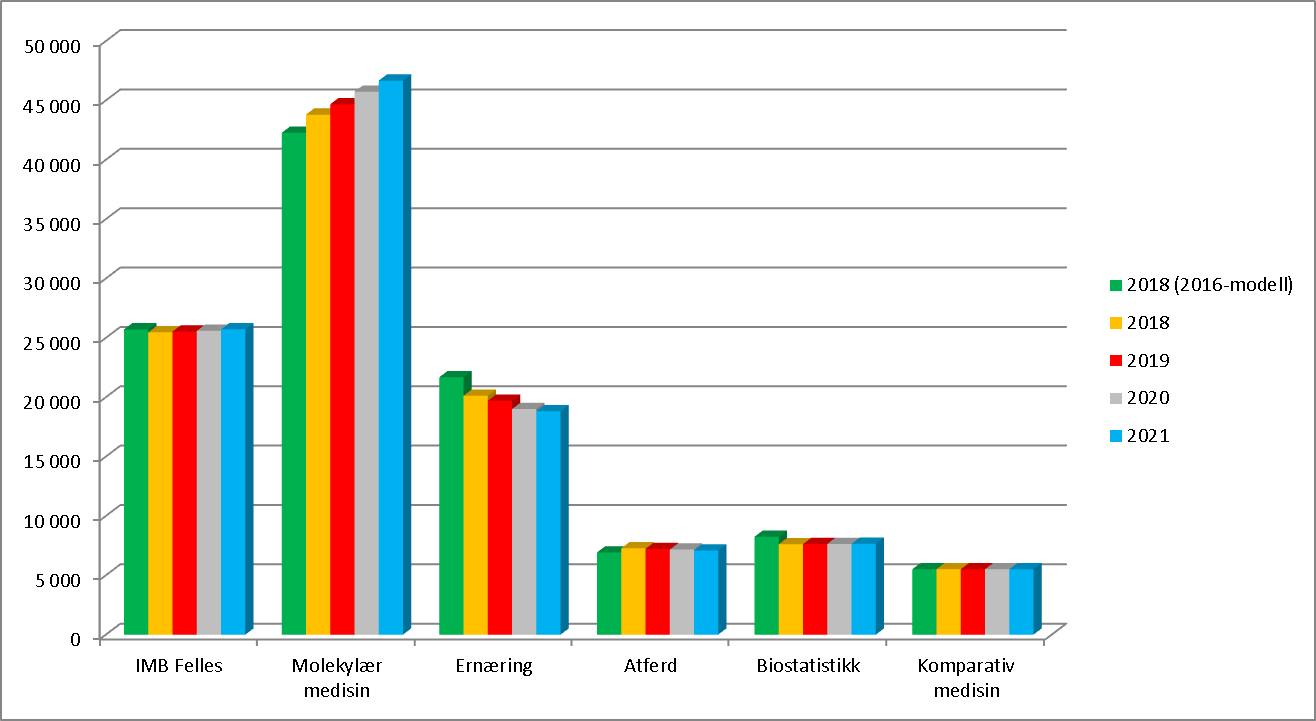 50 000
45 000
40 000
35 000
30 000
25 000
20 000
15 000
10 000
5 000
0
IMB Felles
Molekylær
medisin
Ernæring
Atferd
Biostatistikk
Komparativ
medisin
2018 (2016-modell)
2018
2019
2020
2021